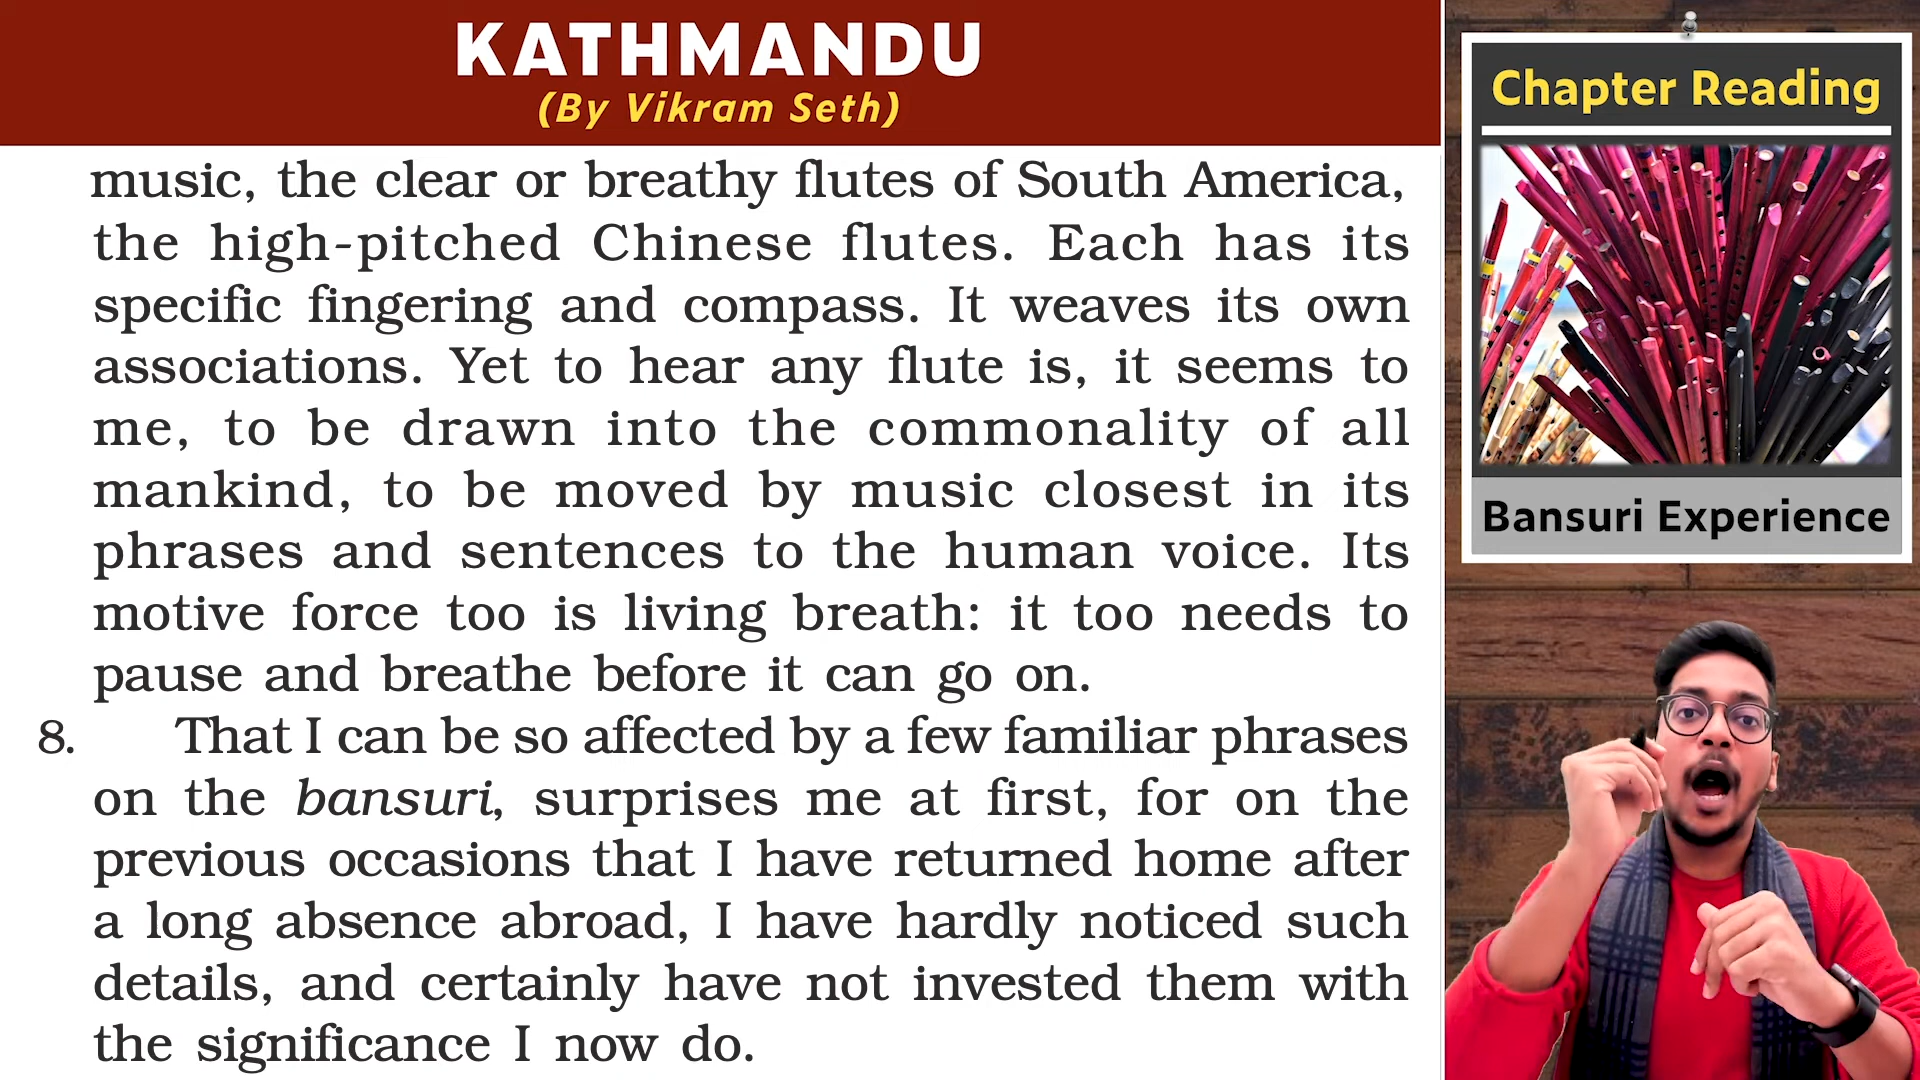 KATHMANDU
(By Vikram Seth)
music, the clear or breathy flutes of South America,
the high-pitched Chinese flutes. Each has its
specific fingering and compass. It weaves its own
associations. Yet to hear any flute is, it seems to
me, to be drawn into the commonality of all
mankind, to be moved by music closest in its
phrases and sentences to the human voice. Its
motive force too is living breath: it too needs to
pause and breathe before it can go on.
8. That I can be so affected by a few familiar phrases
on the bansuri, surprises me at first, for on the
previous occasions that I have returned home after
a long absence abroad, I have hardly noticed such
details, and certainly have not invested them with
the significance I now do.
Chapter Reading
Bansuri Experience